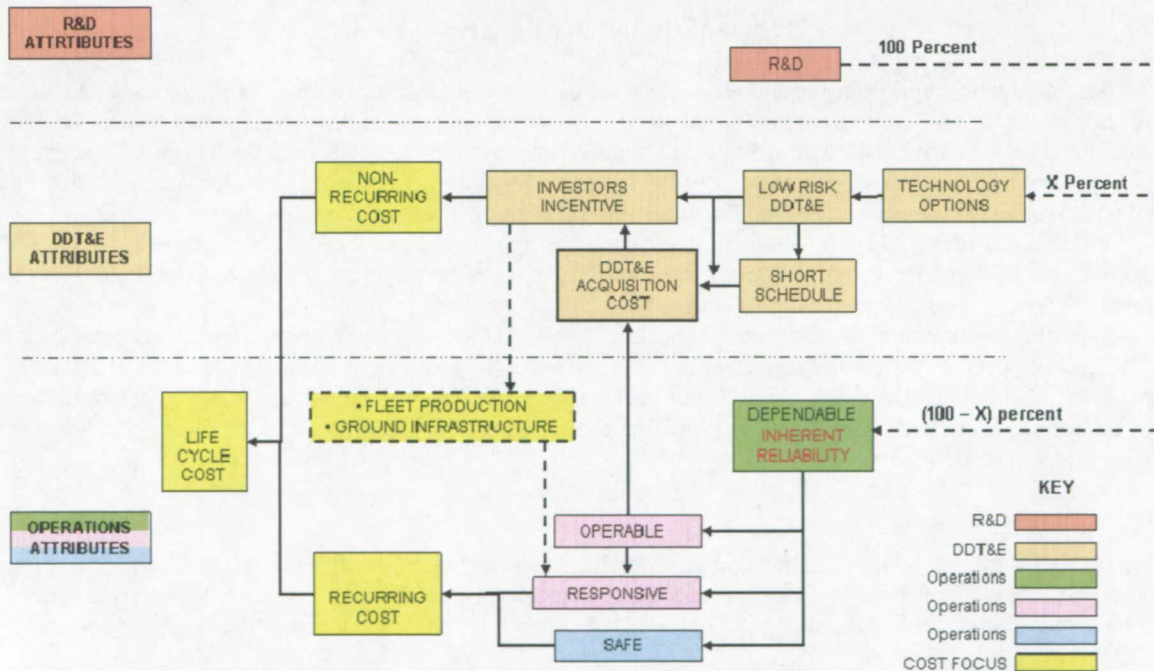 R&D
ATTRTIBUTES
R&D
100 Percent
NON-
RECURRING
COST
INVESTORS
INCENTIVE
LOW RISK
DDT&E
TECHNOLOGY
OPTIONS
X Percent
DDT&E
ATTRIBUTES
DDT&E
ACQUISITION
COST
SHORT
SCHEDULE
• FLEET PRODUCTION
• GROUND INFRASTRUCTURE
DEPENDABLE
INHERENT
RELIABILITY
(100 – X) percent
LIFE
CYCLE
COST
OPERATIONS
ATTRIBUTES
OPERABLE
RECURRING
COST
RESPONSIVE
SAFE
KEY
R&D
DDT&E
Operations
Operations
Operations
COST FOCUS